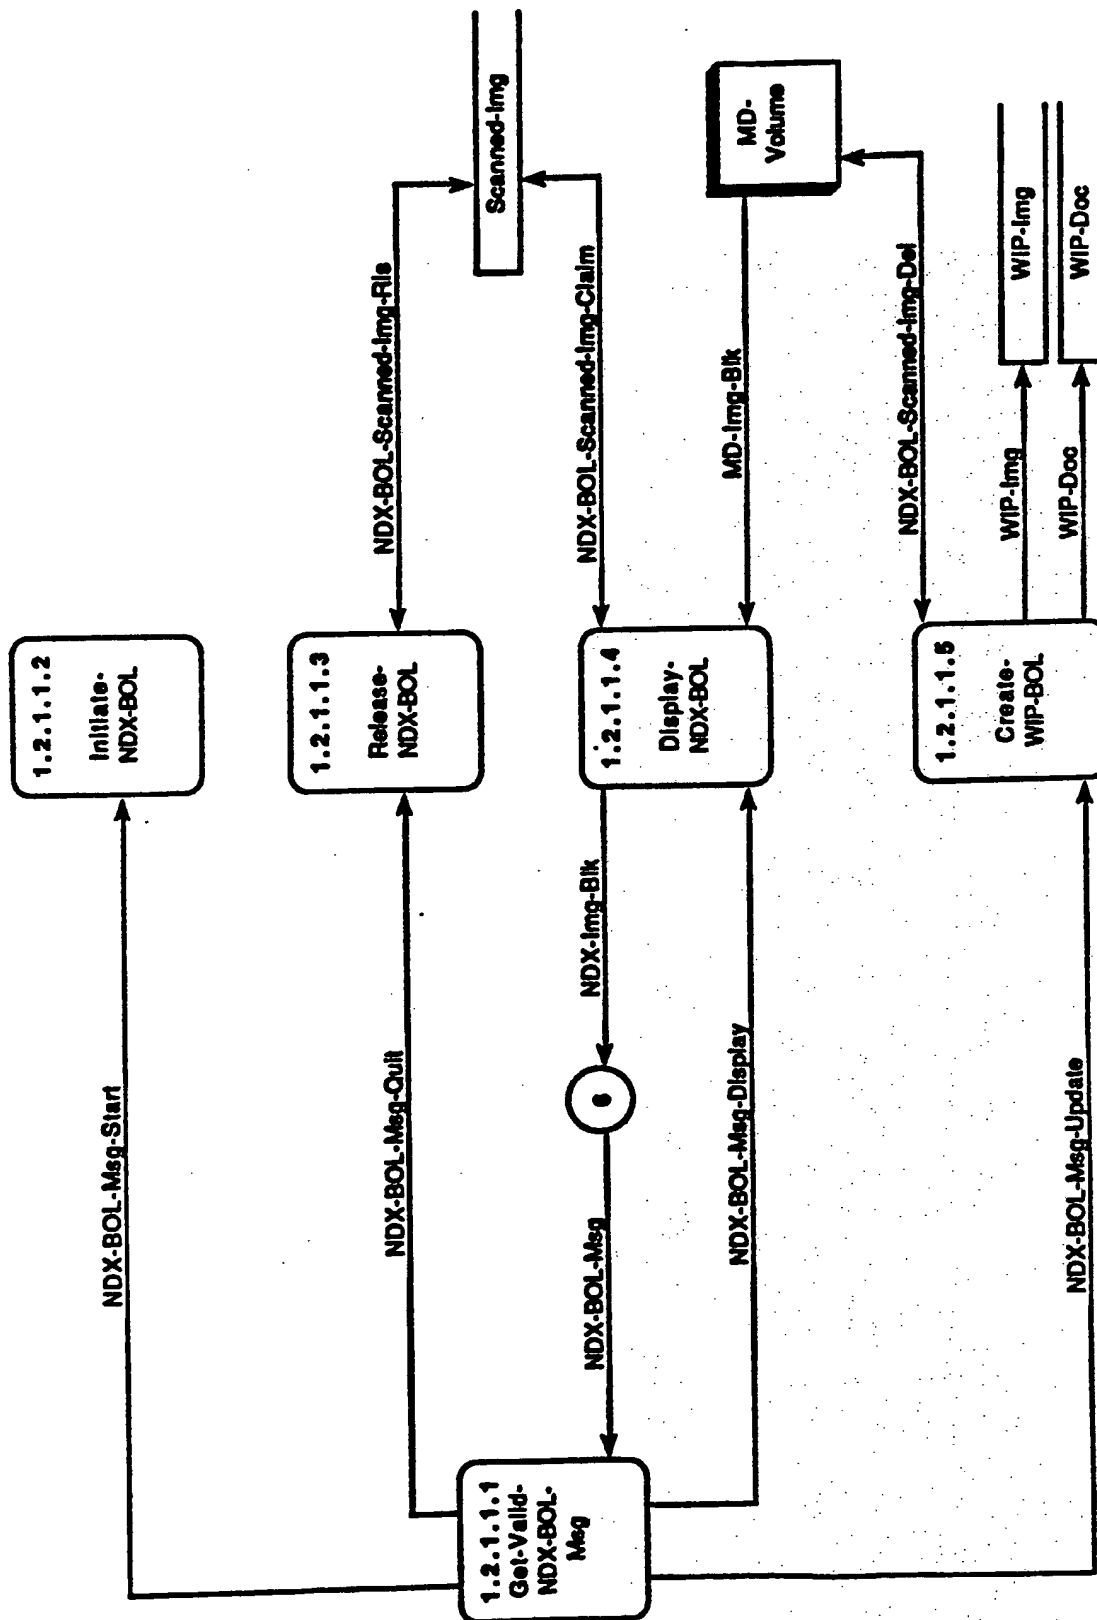 1.2.1.1.2
Initiate-
NDX-BOL
NDX-BOL-Msg-Start
1.2.1.1.3
Release-
NDX-BOL
NDX-BOL-Msg-Quit
NDX-BOL-Scanned-Img-Rls
Scanned-Img
NDX-BOL-Scanned-Img-Claim
1.2.1.1.1
Get-Valid-
NDX-BOL-
Msg
NDX-BOL-Msg
6
NDX-Img-Blk
1.2.1.1.4
Display-
NDX-BOL
MD-Img-Blk
MD-
Volume
NDX-BOL-Msg-Display
NDX-BOL-Scanned-Img-Del
1.2.1.1.5
Create-
WIP-BOL
WIP-Img
WIP-Img
WIP-Doc
WIP-Doc
NDX-BOL-Msg-Update